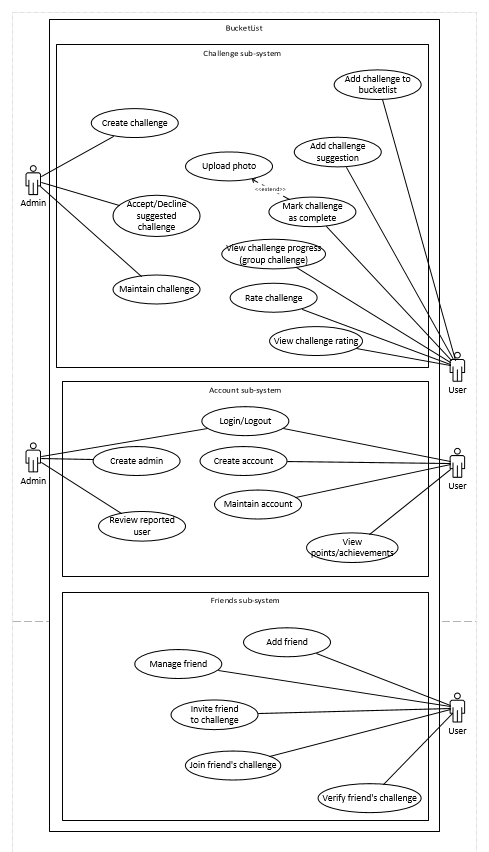 BucketList
Challenge sub-system
Add challenge to
bucketlist
Create challenge
Add challenge
suggestion
Upload photo
<<extend>>
Admin
Accept/Decline
suggested
challenge
Mark challenge
as complete
View challenge progress
(group challenge)
Maintain challenge
Rate challenge
View challenge rating
User
Account sub-system
Login/Logout
Create admin
Create account
Admin
User
Maintain account
Review reported
user
View
points/achievements
Friends sub-system
Add friend
Manage friend
Invite friend
to challenge
User
Join friend's challenge
Verify friend's challenge